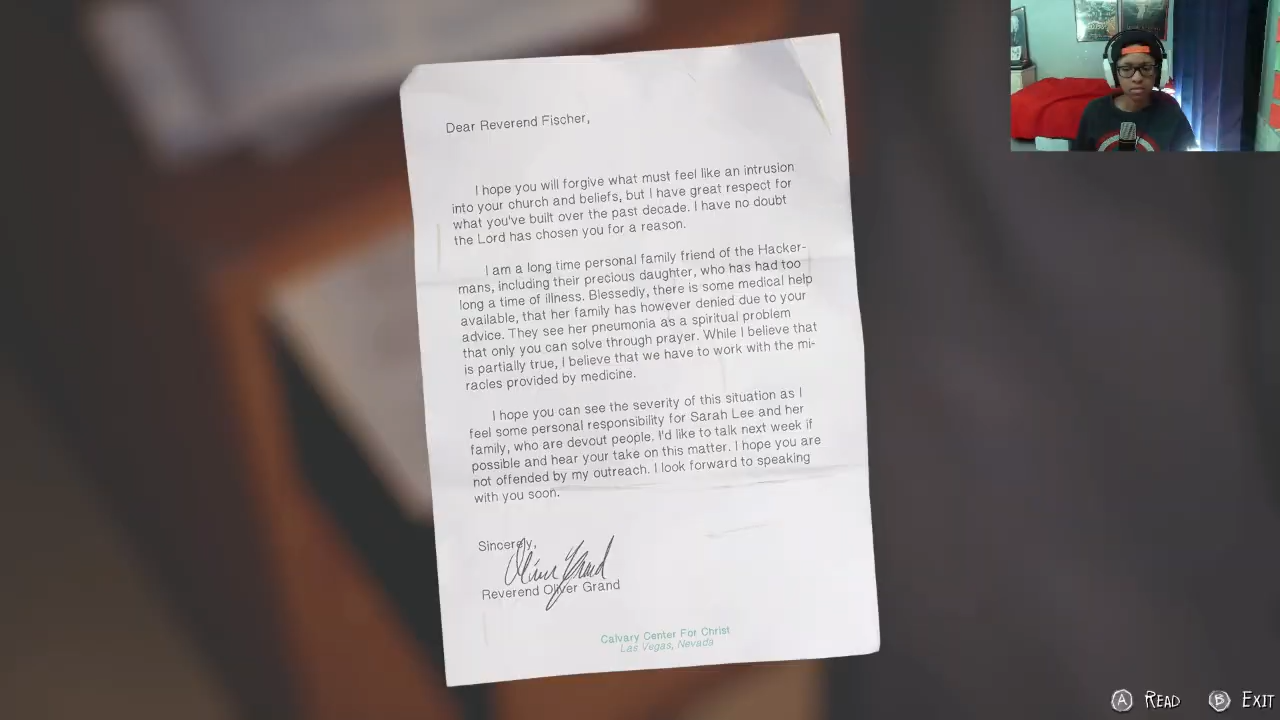 Dear Reverend Fischer,
I hope you will forgive what must feel like an intrusion
into your church and beliefs, but I have great respect for
what you've built over the past decade. I have no doubt
the Lord has chosen you for a reason.
I am a long time personal family friend of the Hacker-
mans, including their precious daughter, who has had too
long a time of illness. Blessedly, there is some medical help
available, that her family has however denied due to your
advice. They see her pneumonia as a spiritual problem
that only you can solve through prayer. While I believe that
is partially true, I believe that we have to work with the mi-
racles provided by medicine.
I hope you can see the severity of this situation as I
feel some personal responsibility for Sarah Lee and her
family, who are devout people. I'd like to talk next week if
possible and hear your take on this matter. I hope you are
not offended by my outreach. I look forward to speaking
with you soon.
Sincerely,
Oliver Grand
Reverend Oliver Grand
Calvary Center For Christ
Las Vegas, Nevada
A READ B EXIT